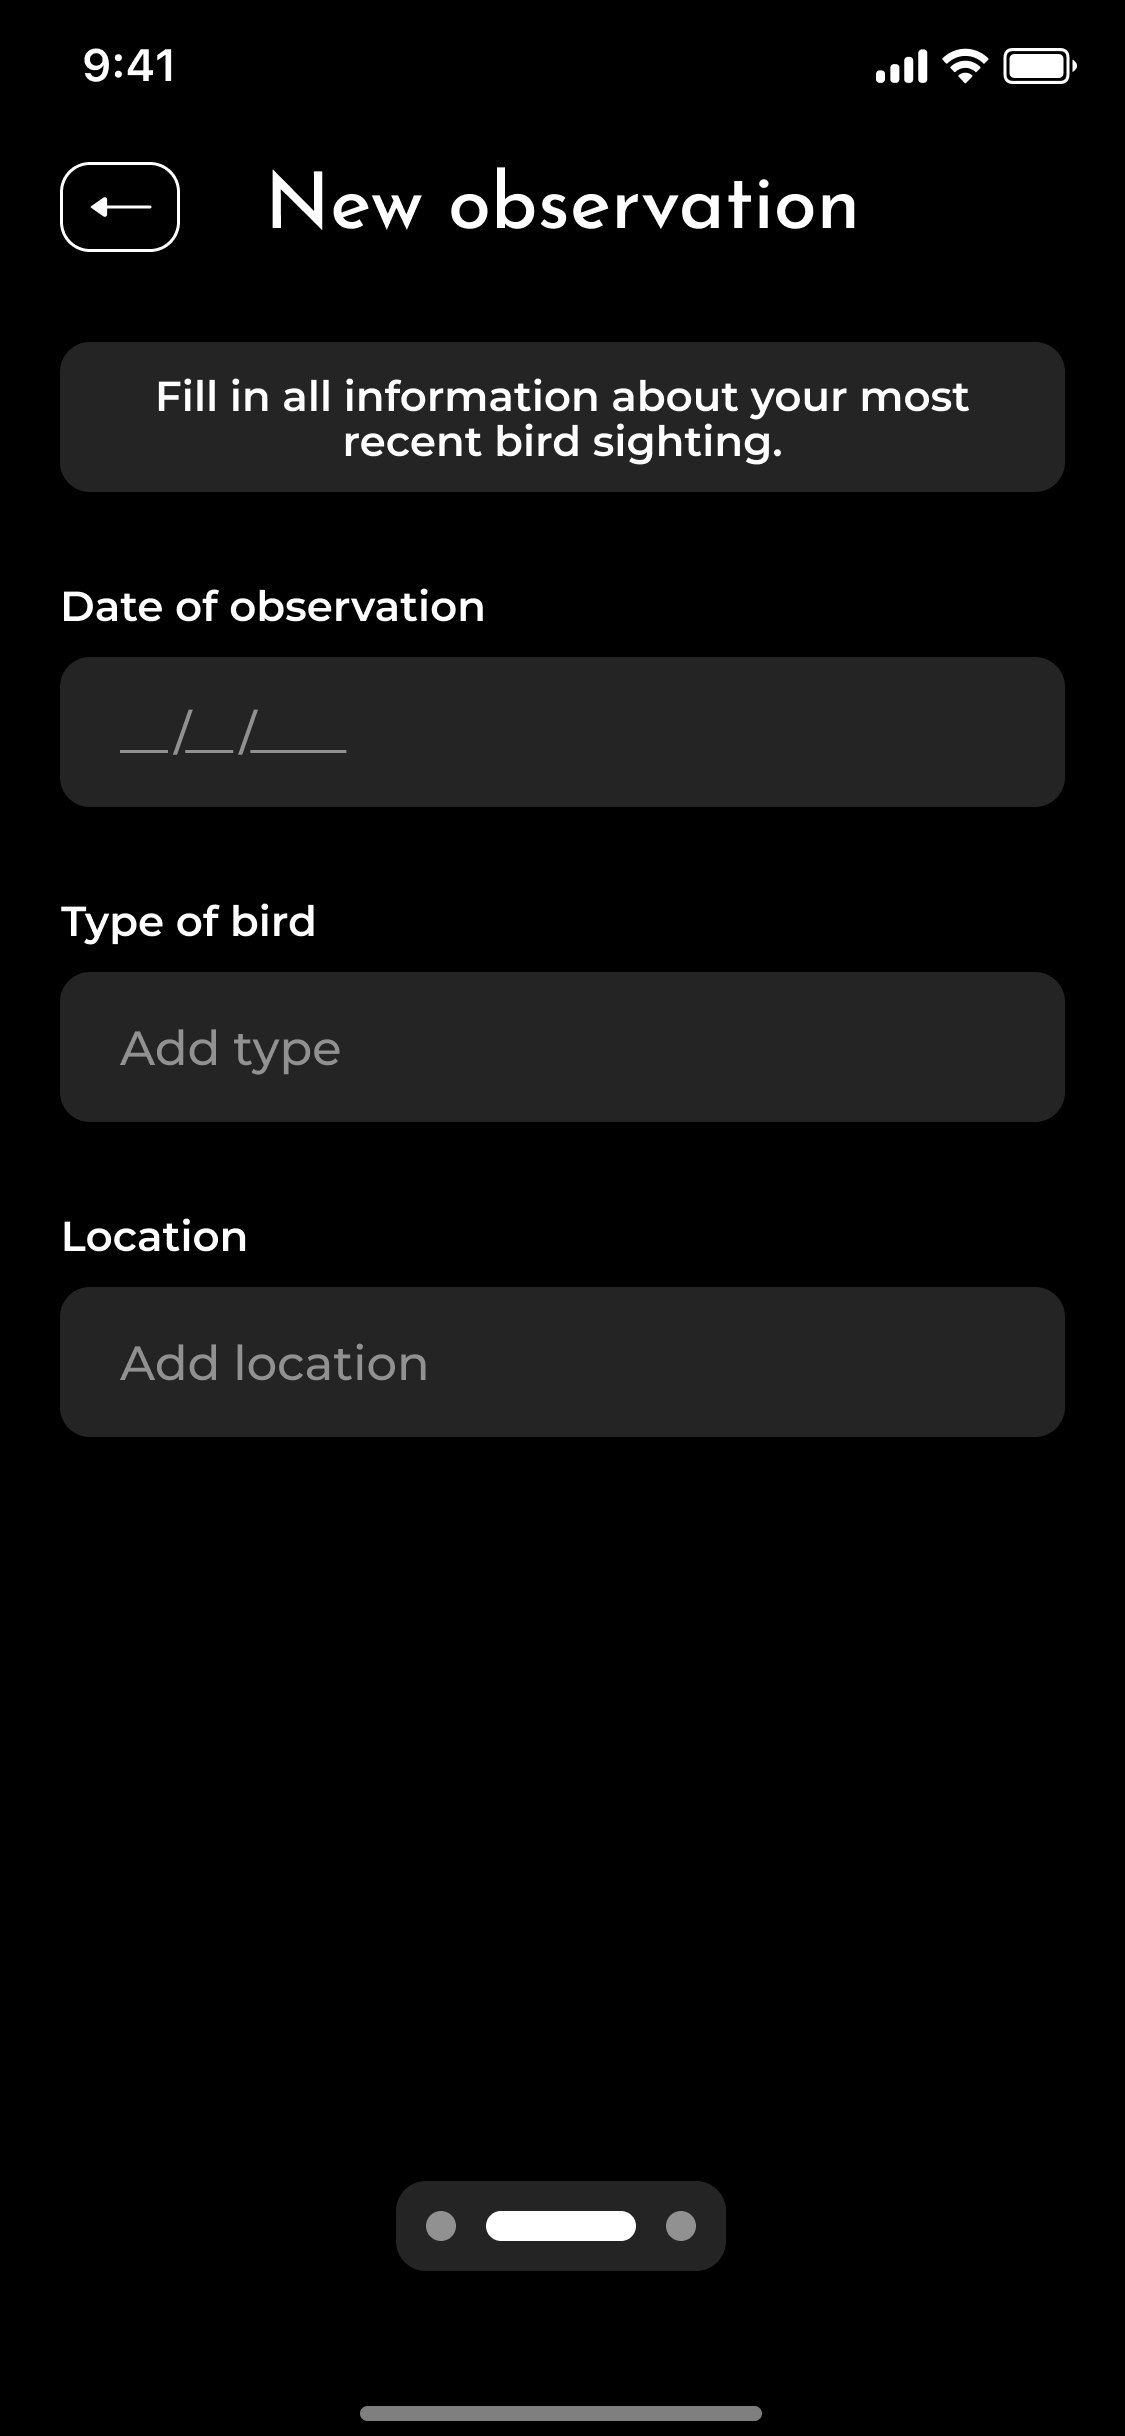 9:41
New observation
Fill in all information about your most
recent bird sighting.
Date of observation
__/__/____
Type of bird
Add type
Location
Add location